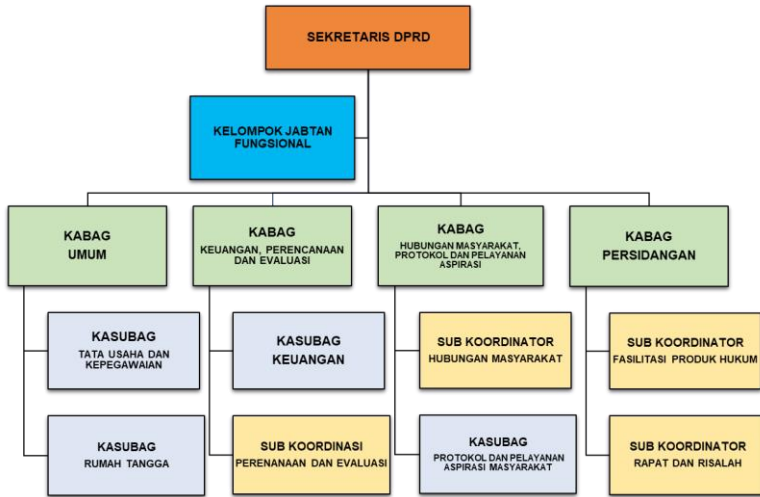 SEKRETARIS DPRD
KELOMPOK JABTAN
FUNGSIONAL
KABAG
UMUM
KABAG
KEUANGAN, PERENCANAAN
DAN EVALUASI
KABAG
HUBUNGAN MASYARAKAT,
PROTOKOL DAN PELAYANAN
ASPIRASI
KABAG
PERSIDANGAN
KASUBAG
TATA USAHA DAN
KEPEGAWAIAN
KASUBAG
KEUANGAN
SUB KOORDINATOR
HUBUNGAN MASYARAKAT
SUB KOORDINATOR
FASILITASI PRODUK HUKUM
KASUBAG
RUMAH TANGGA
SUB KOORDINASI
PERENANAAN DAN EVALUASI
KASUBAG
PROTOKOL DAN PELAYANAN
ASPIRASI MASYARAKAT
SUB KOORDINATOR
RAPAT DAN RISALAH